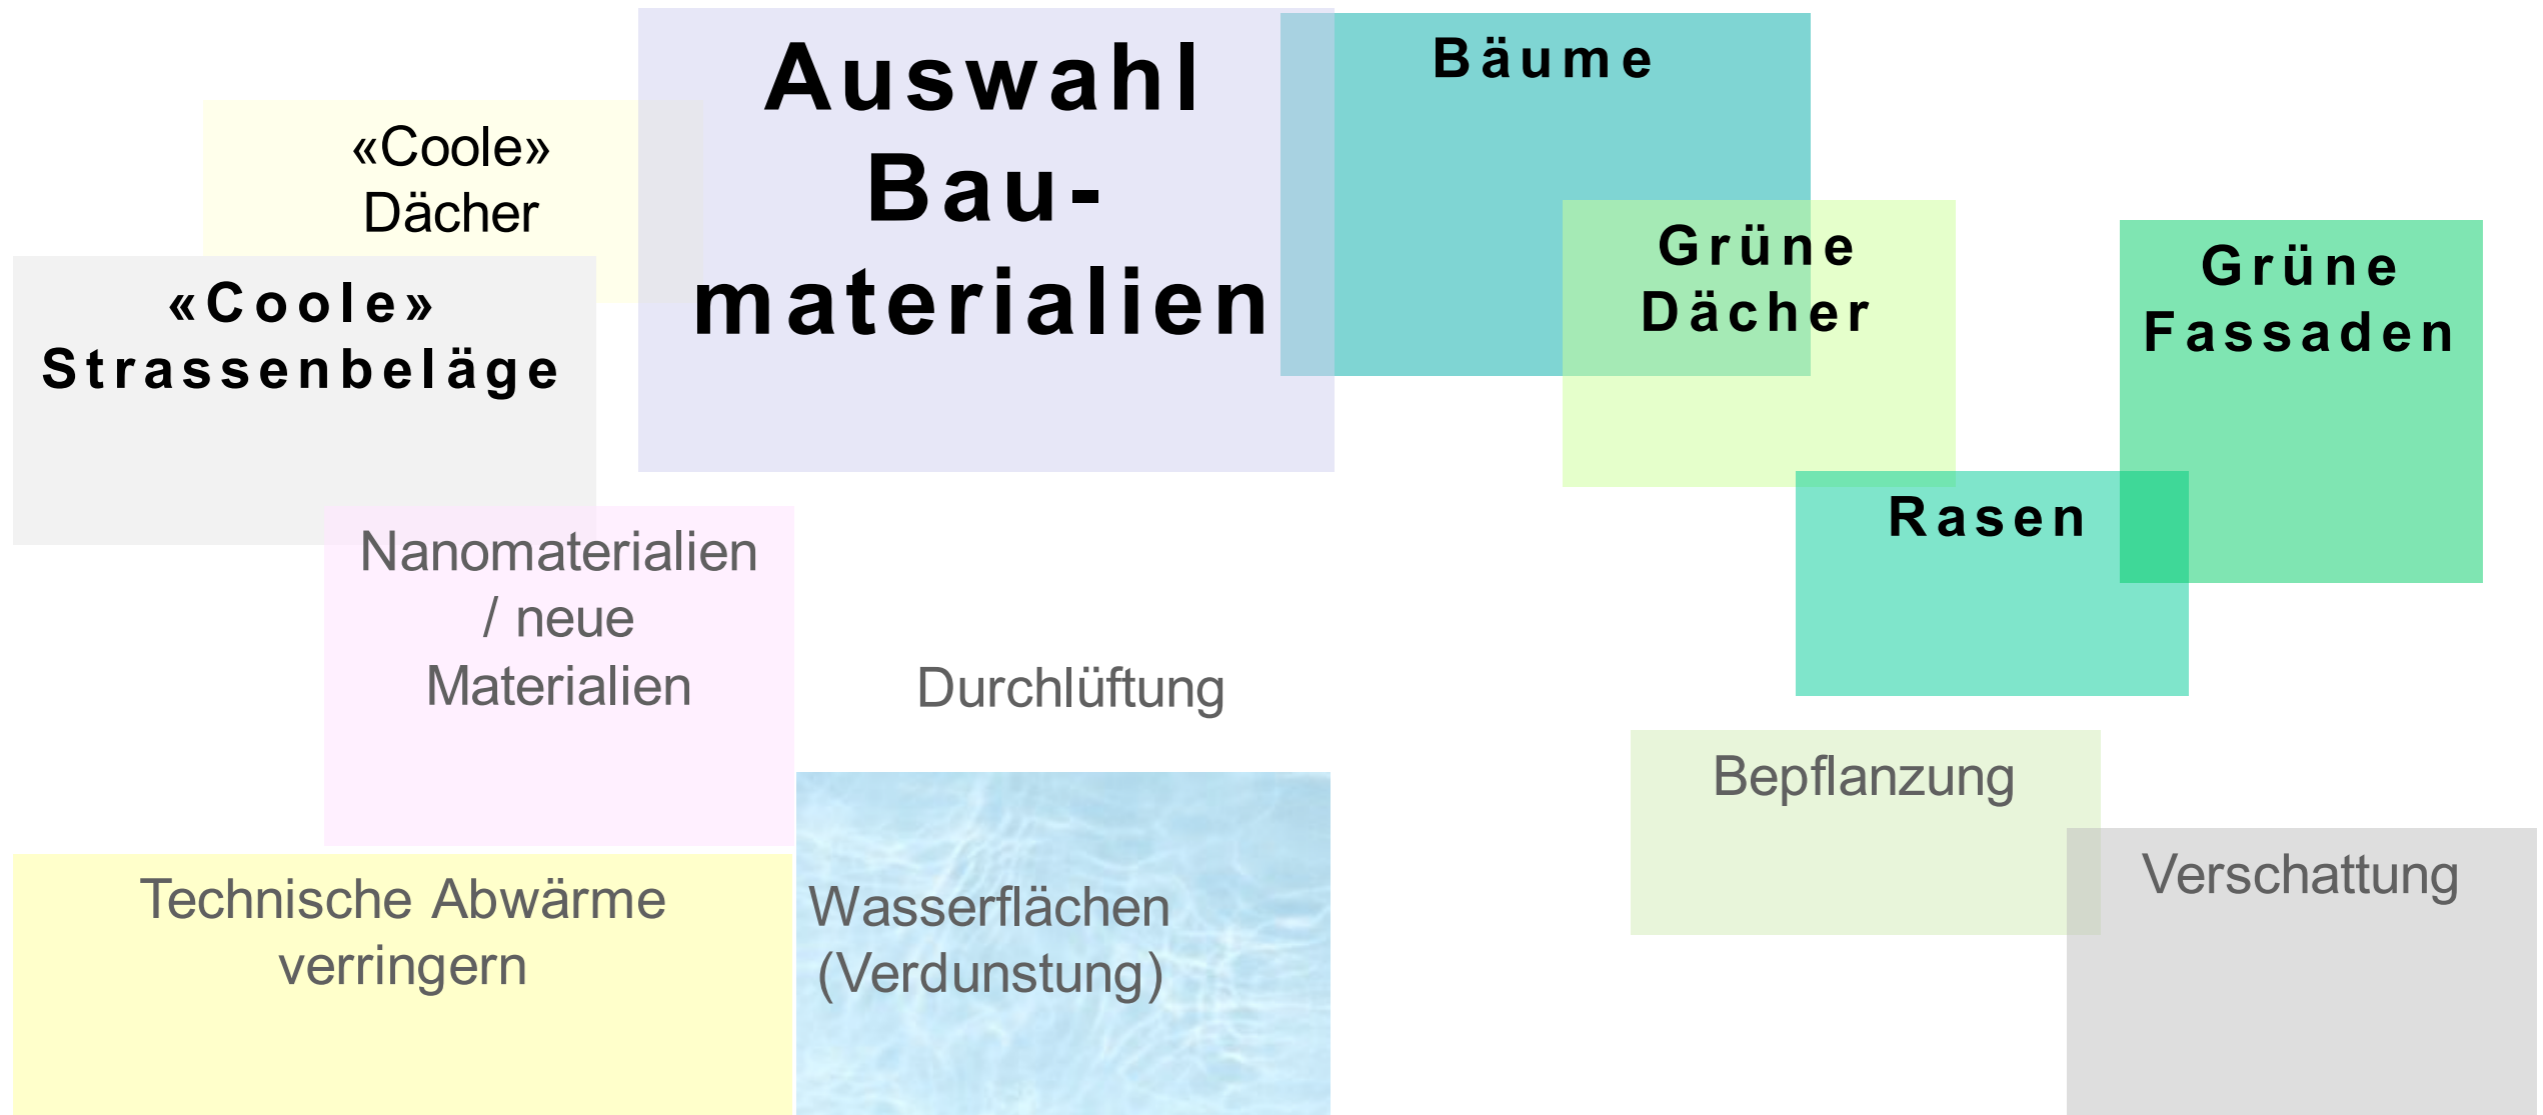 Auswahl
Bau-
materialien
Bäume
«Coole»
Dächer
«Coole»
Strassenbeläge
Grüne
Dächer
Grüne
Fassaden
Rasen
Nanomaterialien
/ neue
Materialien
Durchlüftung
Bepflanzung
Verschattung
Technische Abwärme
verringern
Wasserflächen
(Verdunstung)